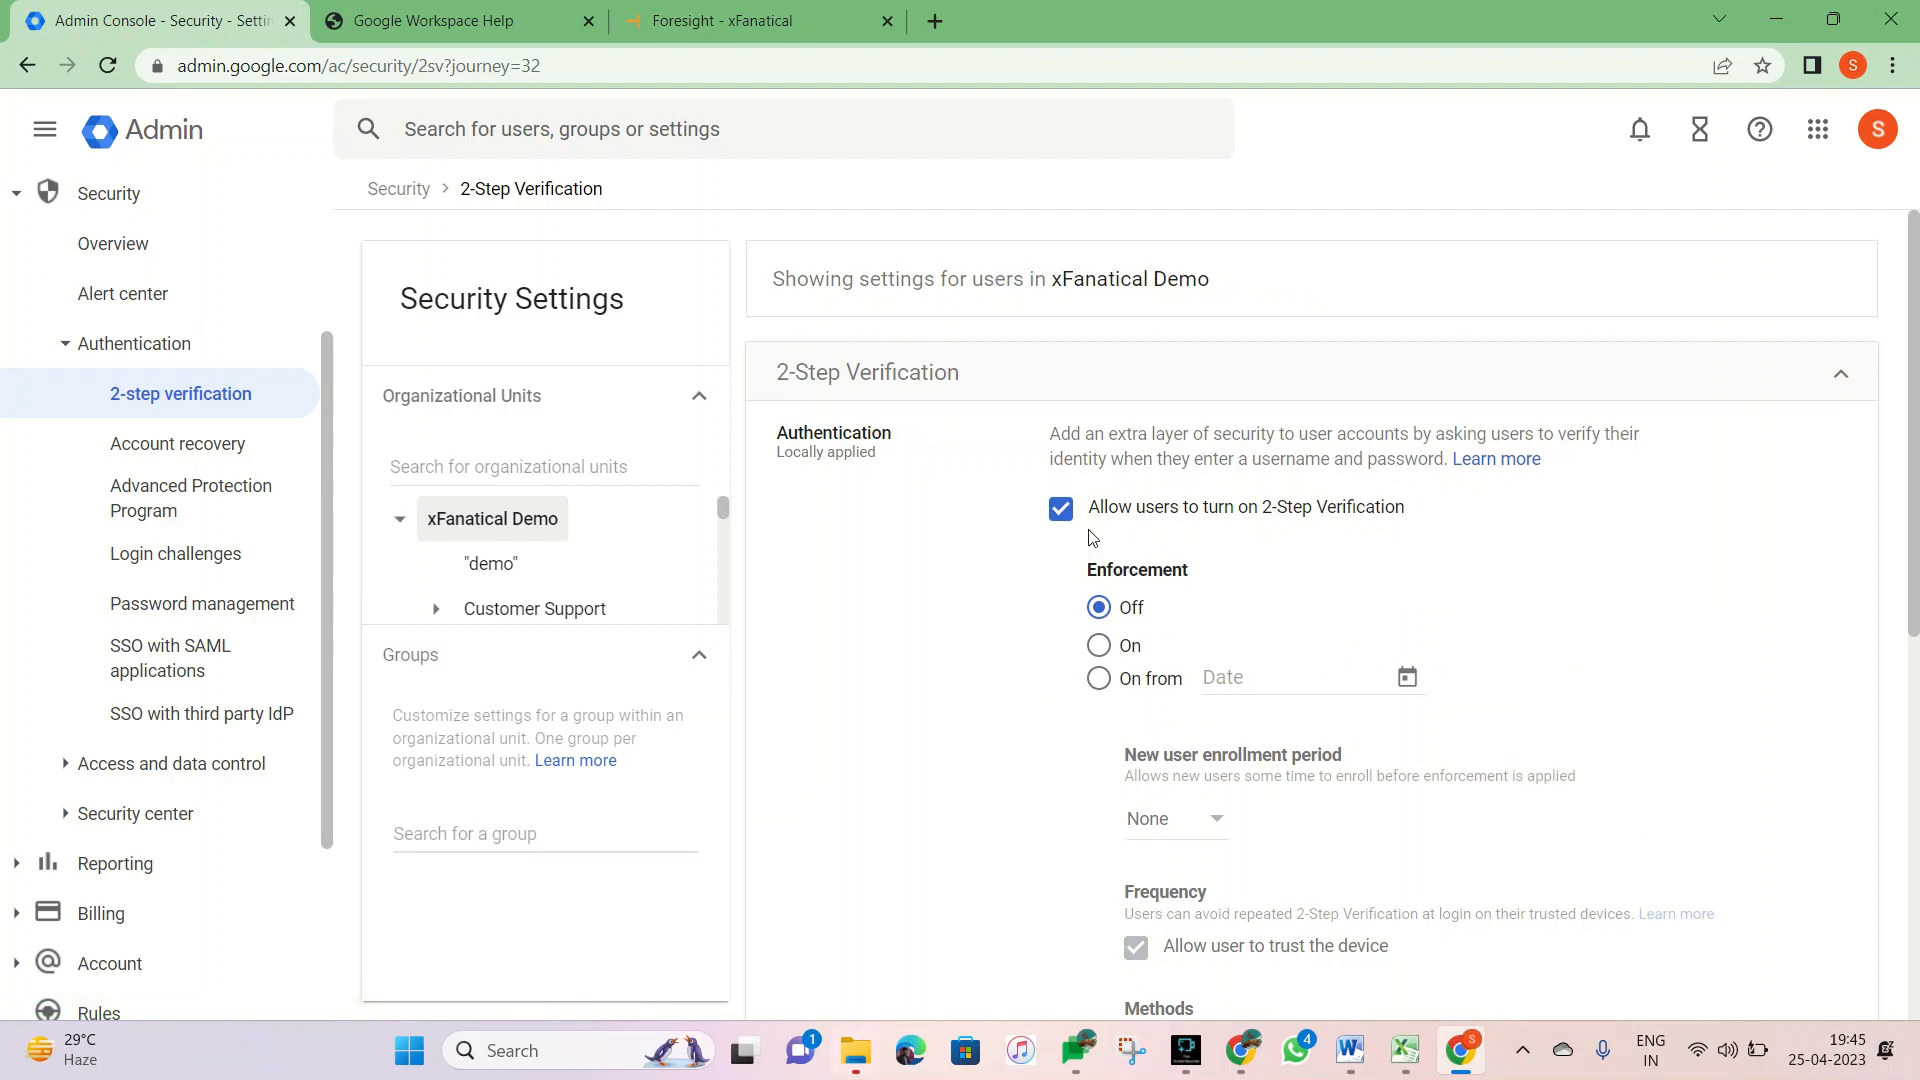 Admin Console - Security - Settin
Google Workspace Help
Foresight - xFanatical
admin.google.com/ac/security/2sv?journey=32
S
Admin
Search for users, groups or settings
S
Security
Overview
Alert center
Authentication
2-step verification
Account recovery
Advanced Protection
Program
Login challenges
Password management
SSO with SAML
applications
SSO with third party IdP
Access and data control
Security center
Reporting
Billing
Account
Rules
Security > 2-Step Verification
Security Settings
Organizational Units
Search for organizational units
xFanatical Demo
"demo"
Customer Support
Groups
Customize settings for a group within an
organizational unit. One group per
organizational unit. Learn more
Search for a group
Showing settings for users in xFanatical Demo
2-Step Verification
Authentication
Locally applied
Add an extra layer of security to user accounts by asking users to verify their
identity when they enter a username and password. Learn more
Allow users to turn on 2-Step Verification
Enforcement
Off
On
On from Date
New user enrollment period
Allows new users some time to enroll before enforcement is applied
None
Frequency
Users can avoid repeated 2-Step Verification at login on their trusted devices. Learn more
Allow user to trust the device
Methods
29°C
Haze
Search
1
4
S
ENG
IN
19:45
25-04-2023